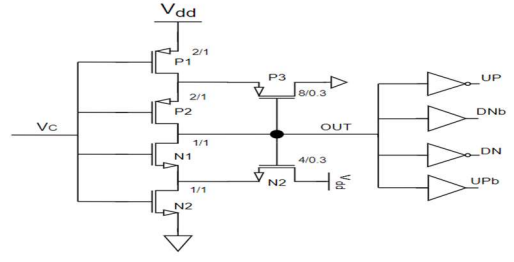 Vdd
2/1
P1
P3
UP
2/1
8/0.3
P2
DNb
Vc
1/1
OUT
N1
4/0.3
DN
1/1
N2
Vdd
UPb
N2